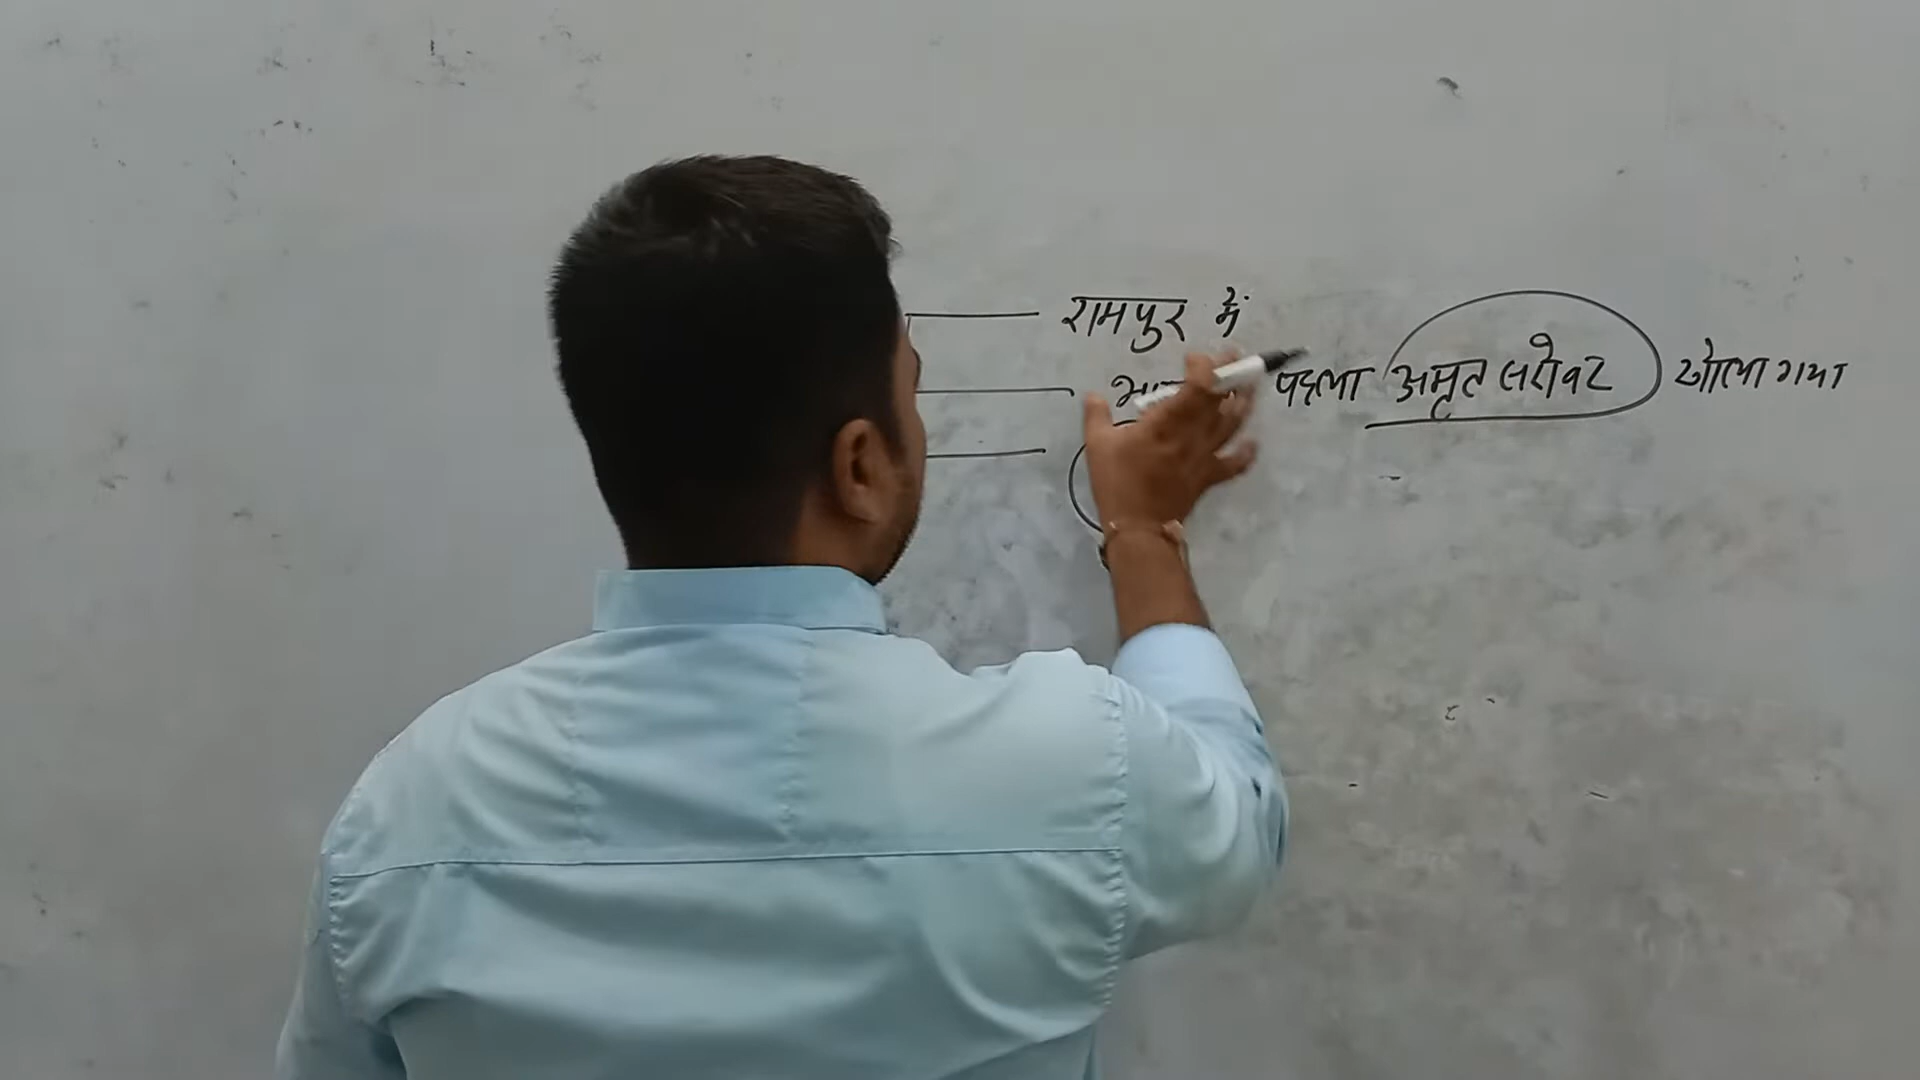 रामपुर में
पहला अमृत सरोवर खोला गया